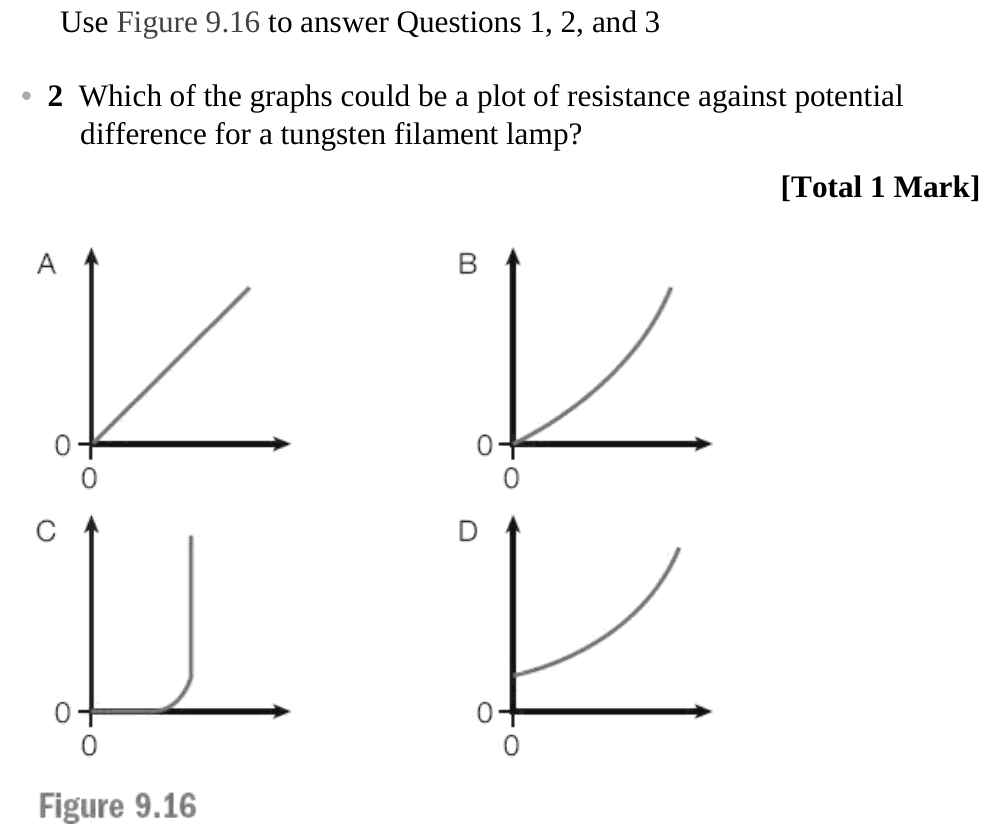 Use Figure 9.16 to answer Questions 1, 2, and 3
• 2 Which of the graphs could be a plot of resistance against potential
difference for a tungsten filament lamp?
[Total 1 Mark]
A
0
0
B
0
0
C
0
0
D
0
0
Figure 9.16